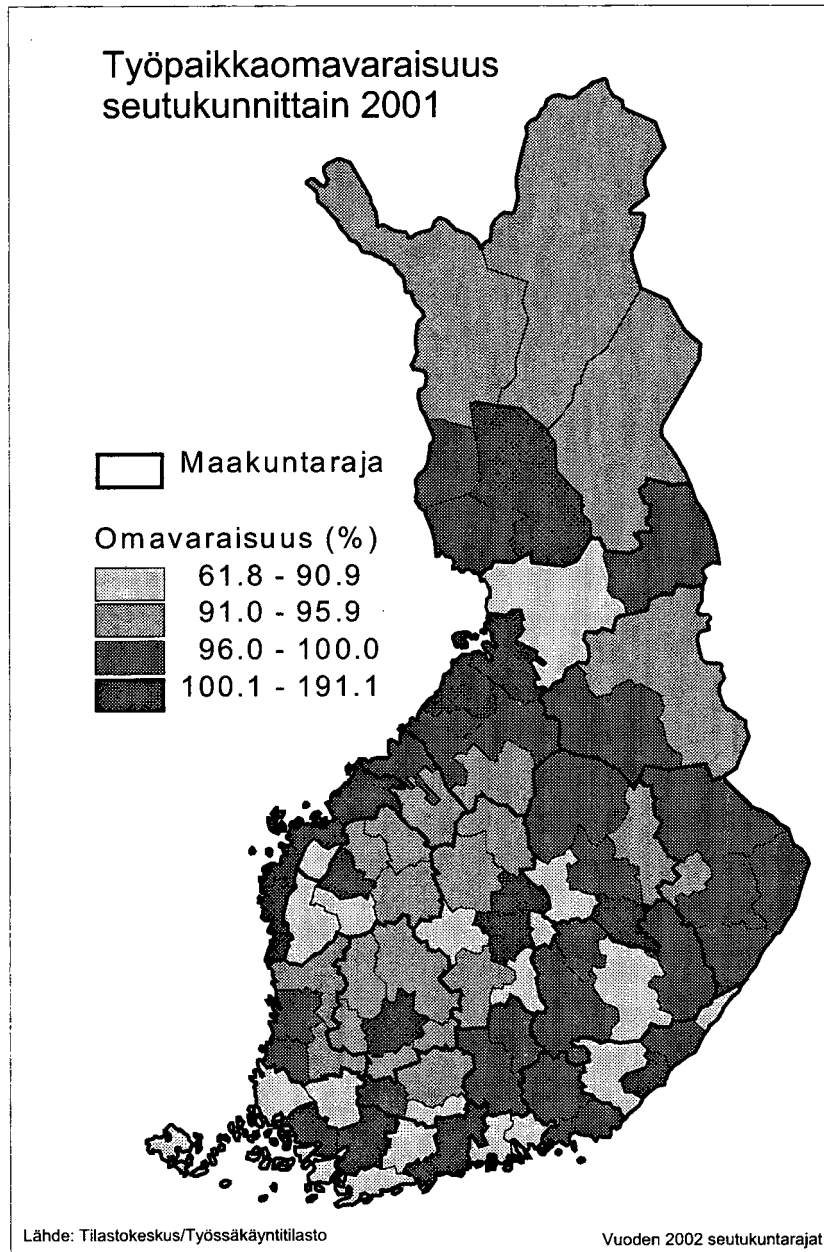 Työpaikkaomavaraisuus
seutukunnittain 2001
Maakuntaraja
Omavaraisuus (%)
61.8 - 90.9
91.0 - 95.9
96.0 - 100.0
100.1 - 191.1
Lähde: Tilastokeskus/Työssäkäyntitilasto
Vuoden 2002 seutukuntarajat